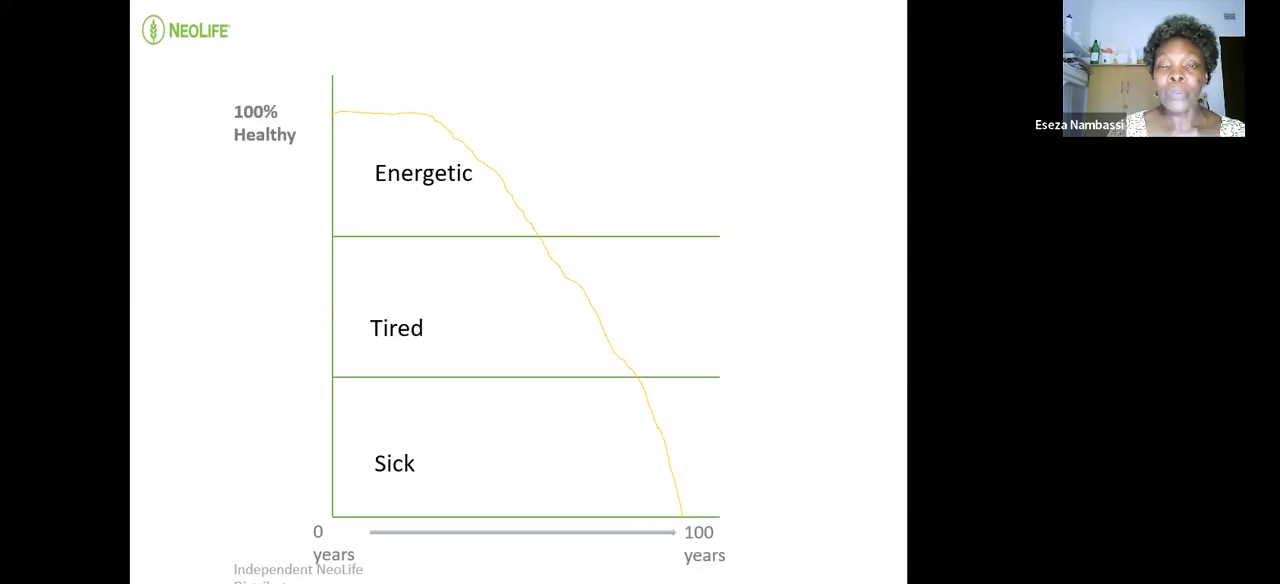 NEOLIFE
100%
Healthy
Energetic
Tired
Sick
0
years
100
years
Independent NeoLife
Eseza Nambassi